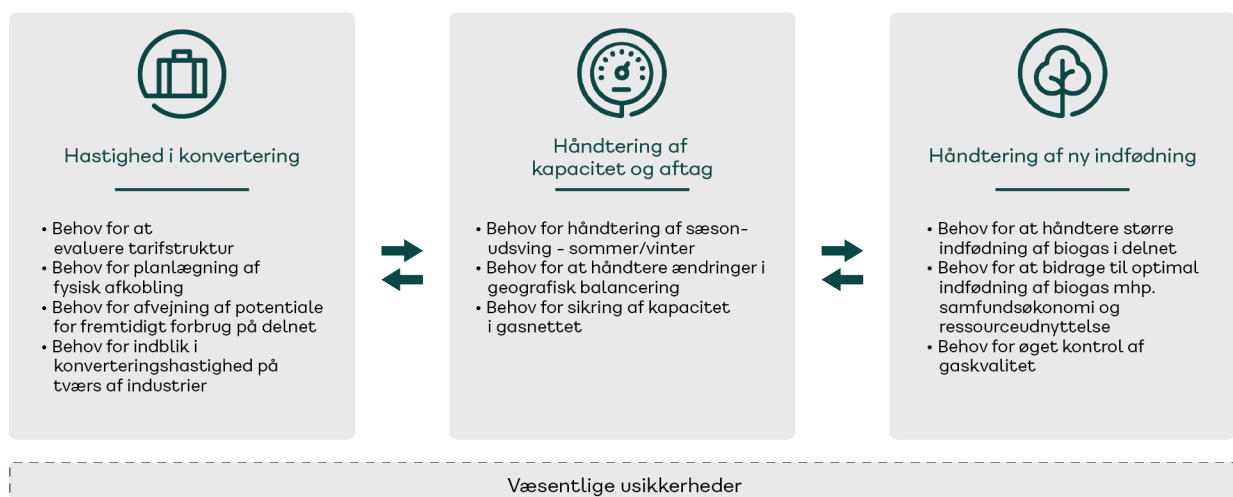 Hastighed i konvertering
• Behov for at
evaluere tarifstruktur
• Behov for planlægning af
fysisk afkobling
• Behov for afvejning af potentiale
for fremtidigt forbrug på delnet
• Behov for indblik i
konverteringshastighed på
tværs af industrier
Håndtering af
kapacitet og aftag
• Behov for håndtering af sæson-
udsving - sommer/vinter
• Behov for at håndtere ændringer i
geografisk balancering
• Behov for sikring af kapacitet
i gasnettet
Håndtering af ny indfødning
• Behov for at håndtere større
indfødning af biogas i delnet
• Behov for at bidrage til optimal
indfødning af biogas mhp.
samfundsøkonomi og
ressourceudnyttelse
• Behov for øget kontrol af
gaskvalitet
Væsentlige usikkerheder